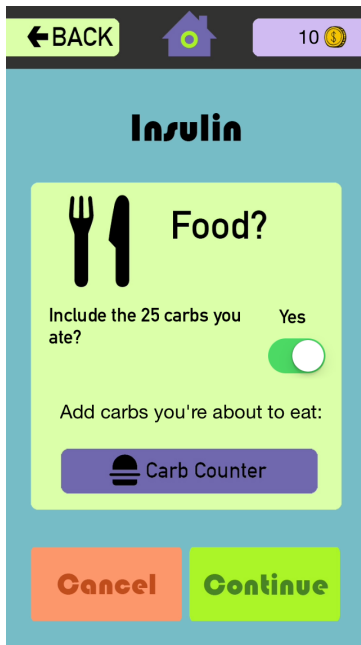 BACK
10
Insulin
Food?
Include the 25 carbs you
ate?
Yes
Add carbs you're about to eat:
Carb Counter
Cancel
Continue